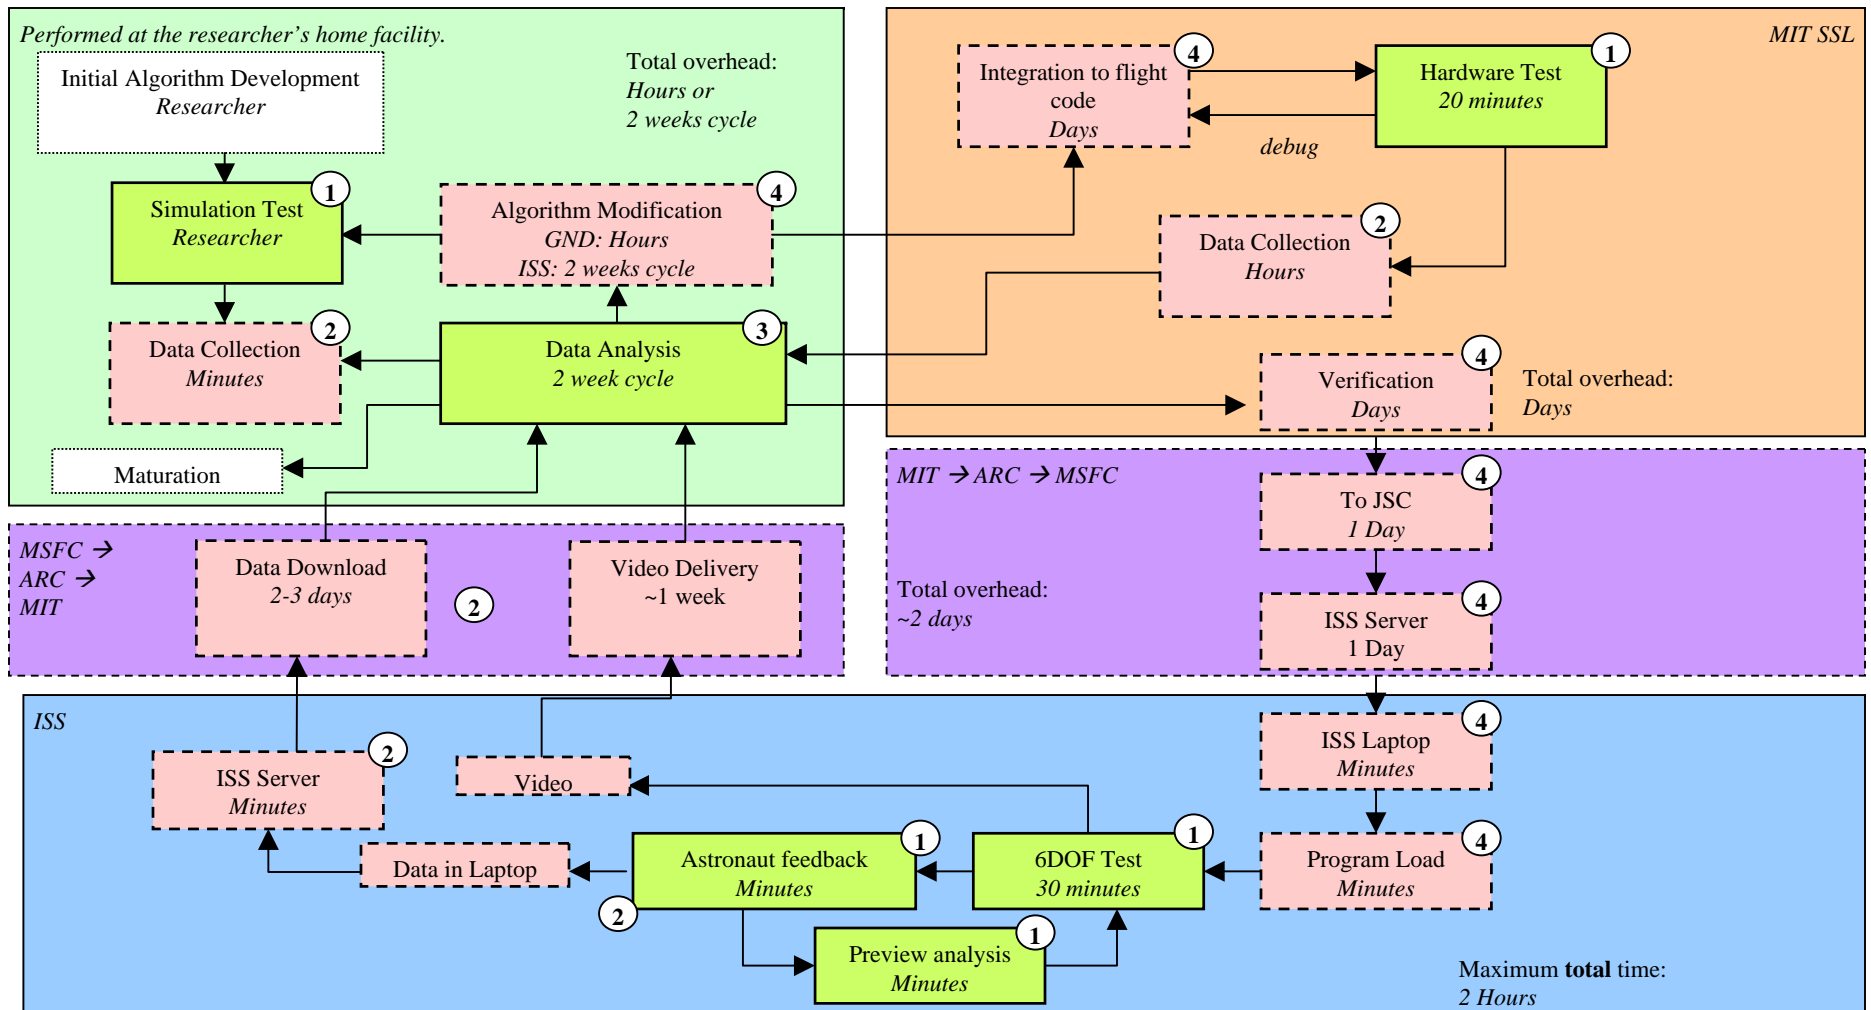 Performed at the researcher's home facility.
Initial Algorithm Development
Researcher
Total overhead:
Hours or
2 weeks cycle
1
Simulation Test
Researcher
4
Algorithm Modification
GND: Hours
ISS: 2 weeks cycle
2
Data Collection
Minutes
3
Data Analysis
2 week cycle
Maturation
MIT SSL
4
Integration to flight
code
Days
1
Hardware Test
20 minutes
debug
2
Data Collection
Hours
4
Verification
Days
Total overhead:
Days
MSFC →
ARC →
MIT
Data Download
2-3 days
2
Video Delivery
~1 week
MIT → ARC → MSFC
4
To JSC
1 Day
Total overhead:
~2 days
4
ISS Server
1 Day
ISS
2
ISS Server
Minutes
Video
4
ISS Laptop
Minutes
Data in Laptop
1
Astronaut feedback
Minutes
2
1
6DOF Test
30 minutes
4
Program Load
Minutes
1
Preview analysis
Minutes
Maximum total time:
2 Hours